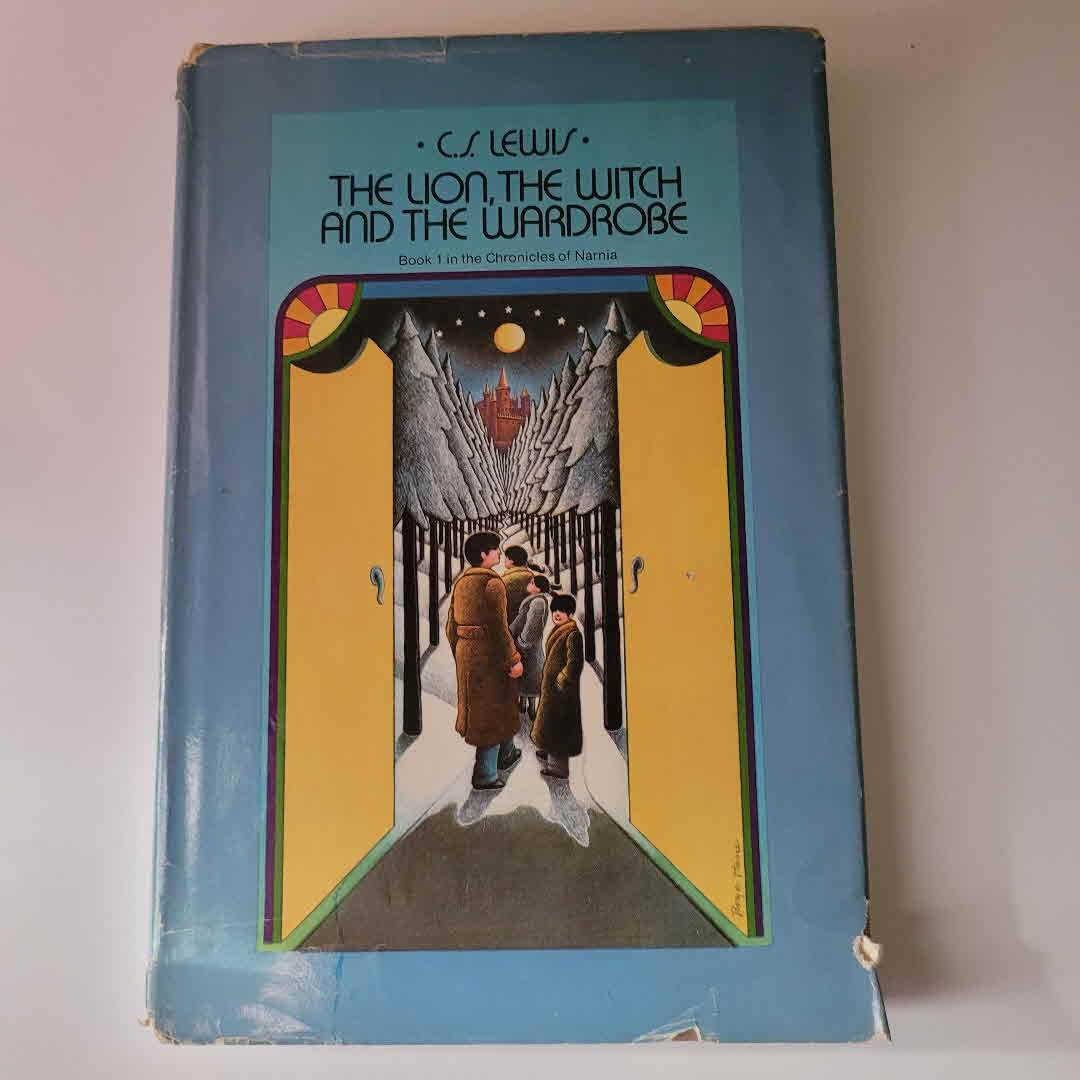 • C.S. LEWIS •
THE LION, THE WITCH
AND THE WARDROBE
Book 1 in the Chronicles of Narnia